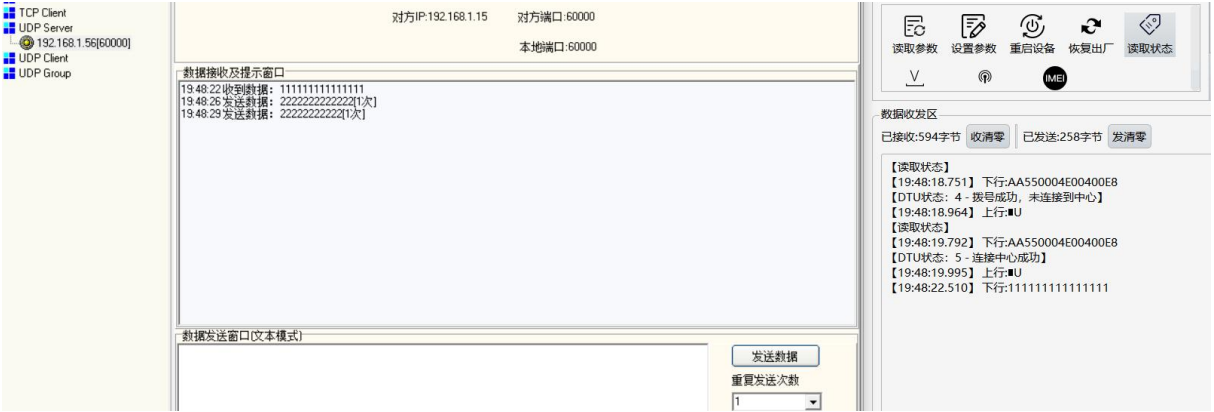 TCP Client
UDP Server
192.168.1.56[60000]
UDP Client
UDP Group
对方IP:192.168.1.15 对方端口:60000
本地端口:60000
数据接收及提示窗口
19:48:22收到数据：111111111111111
19:48:26发送数据：2222222222222[1次]
19:48:29发送数据：22222222222[1次]
数据发送窗口(文本模式)
发送数据
重复发送次数
1
读取参数 设置参数 重启设备 恢复出厂 读取状态
IMEI
数据收发区
已接收:594字节 收清零 已发送:258字节 发清零
【读取状态】
【19:48:18.751】下行:AA550004E00400E8
【DTU状态：4 - 拨号成功，未连接到中心】
【19:48:18.964】上行:■U
【读取状态】
【19:48:19.792】下行:AA550004E00400E8
【DTU状态：5 - 连接中心成功】
【19:48:19.995】上行:■U
【19:48:22.510】下行:111111111111111